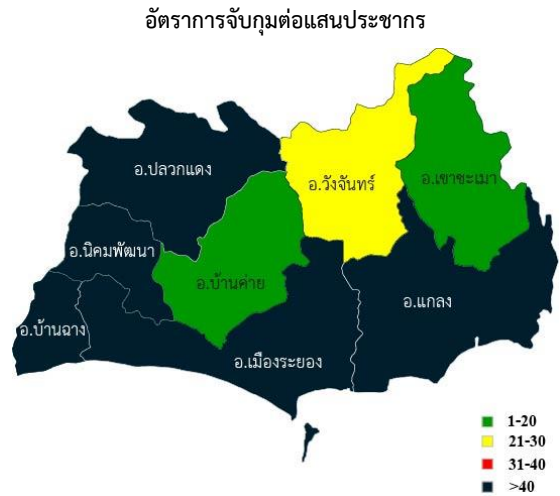 อัตราการจับกุมต่อแสนประชากร
อ.ปลวกแดง
อ.วังจันทร์
อ.เขาชะเมา
อ.นิคมพัฒนา
อ.บ้านค่าย
อ.แกลง
อ.บ้านฉาง
อ.เมืองระยอง
1-20
21-30
31-40
>40